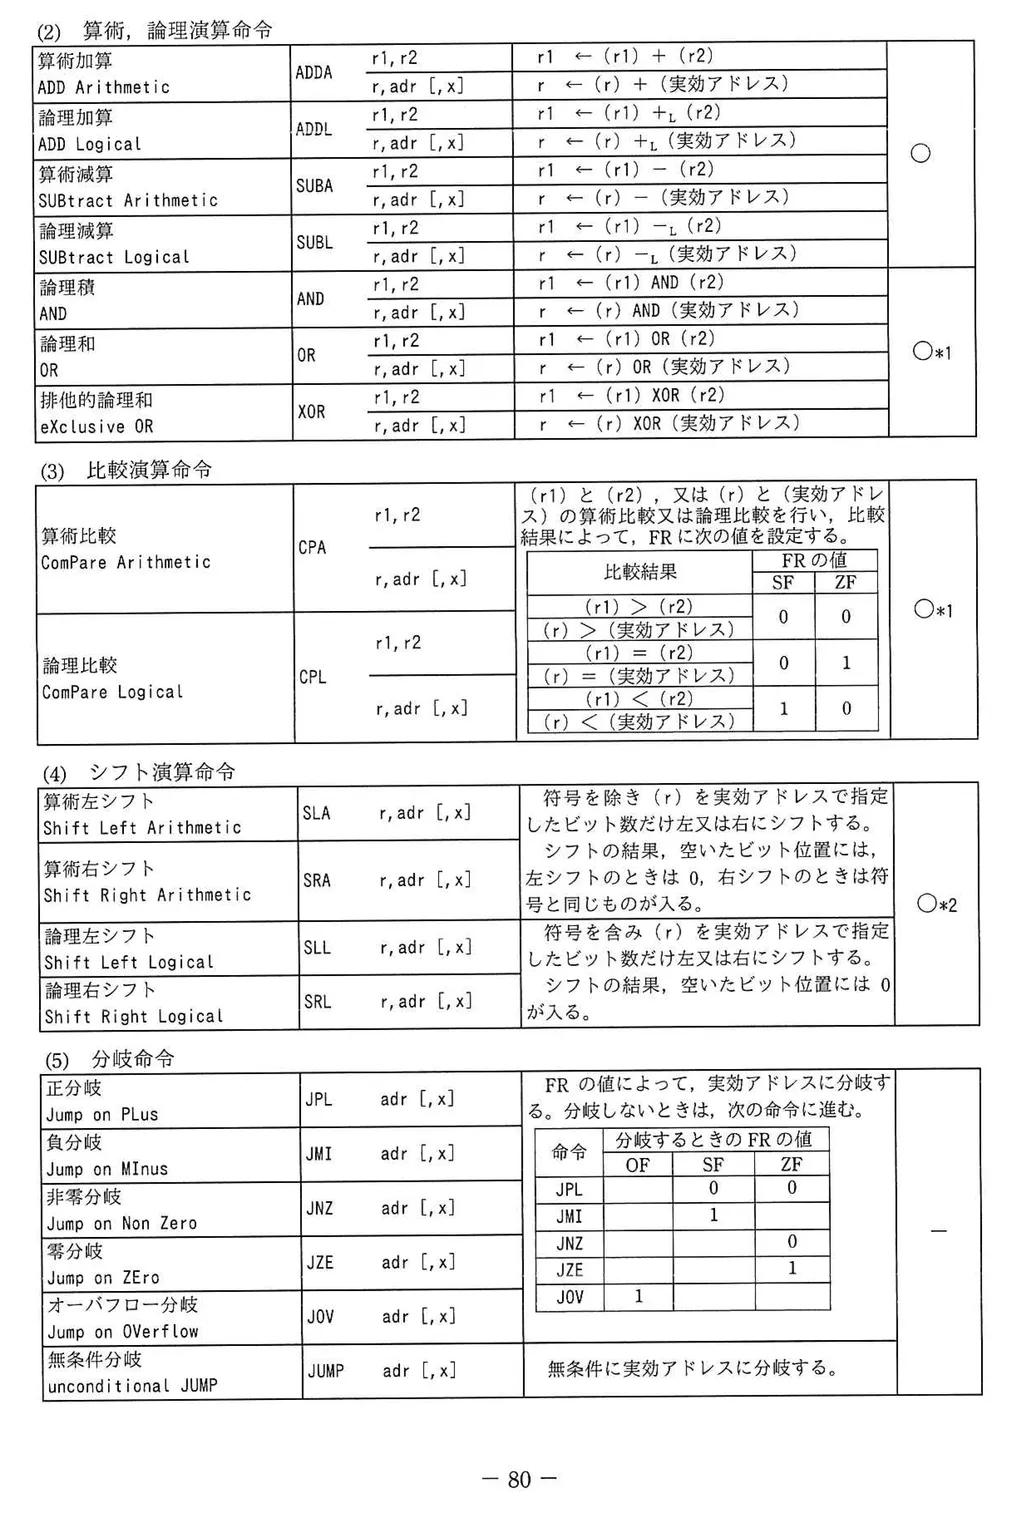 (2) 算術，論理演算命令
算術加算
ADD Arithmetic
ADDA
r1,r2
r1 ← (r1) + (r2)
r,adr [,x]
r ← (r) + (実効アドレス)
論理加算
ADD Logical
ADDL
r1,r2
r1 ← (r1) +L (r2)
r,adr [,x]
r ← (r) +L (実効アドレス)
算術減算
SUBtract Arithmetic
SUBA
r1,r2
r1 ← (r1) − (r2)
r,adr [,x]
r ← (r) − (実効アドレス)
論理減算
SUBtract Logical
SUBL
r1,r2
r1 ← (r1) −L (r2)
r,adr [,x]
r ← (r) −L (実効アドレス)
○
論理積
AND
AND
r1,r2
r1 ← (r1) AND (r2)
r,adr [,x]
r ← (r) AND (実効アドレス)
論理和
OR
OR
r1,r2
r1 ← (r1) OR (r2)
r,adr [,x]
r ← (r) OR (実効アドレス)
排他的論理和
eXclusive OR
XOR
r1,r2
r1 ← (r1) XOR (r2)
r,adr [,x]
r ← (r) XOR (実効アドレス)
○*1
(3) 比較演算命令
算術比較
ComPare Arithmetic
CPA
r1,r2
r,adr [,x]
論理比較
ComPare Logical
CPL
r1,r2
r,adr [,x]
(r1) と (r2) ，又は (r) と (実効アドレ
ス) の算術比較又は論理比較を行い，比較
結果によって，FR に次の値を設定する。
比較結果
FR の値
SF ZF
(r1) > (r2)
(r) > (実効アドレス)
0 0
(r1) = (r2)
(r) = (実効アドレス)
0 1
(r1) < (r2)
(r) < (実効アドレス)
1 0
○*1
(4) シフト演算命令
算術左シフト
Shift Left Arithmetic
SLA r,adr [,x]
算術右シフト
Shift Right Arithmetic
SRA r,adr [,x]
符号を除き (r) を実効アドレスで指定
したビット数だけ左又は右にシフトする。
シフトの結果，空いたビット位置には，
左シフトのときは 0，右シフトのときは符
号と同じものが入る。
論理左シフト
Shift Left Logical
SLL r,adr [,x]
論理右シフト
Shift Right Logical
SRL r,adr [,x]
符号を含み (r) を実効アドレスで指定
したビット数だけ左又は右にシフトする。
シフトの結果，空いたビット位置には 0
が入る。
○*2
(5) 分岐命令
正分岐
Jump on PLus
JPL adr [,x]
負分岐
Jump on MInus
JMI adr [,x]
非零分岐
Jump on Non Zero
JNZ adr [,x]
零分岐
Jump on ZEro
JZE adr [,x]
オーバフロー分岐
Jump on OVerflow
JOV adr [,x]
FR の値によって，実効アドレスに分岐す
る。分岐しないときは，次の命令に進む。
命令
分岐するときの FR の値
OF SF ZF
JPL 0 0
JMI 1
JNZ 0
JZE 1
JOV 1
無条件分岐
unconditional JUMP
JUMP adr [,x]
無条件に実効アドレスに分岐する。
－
－ 80 －